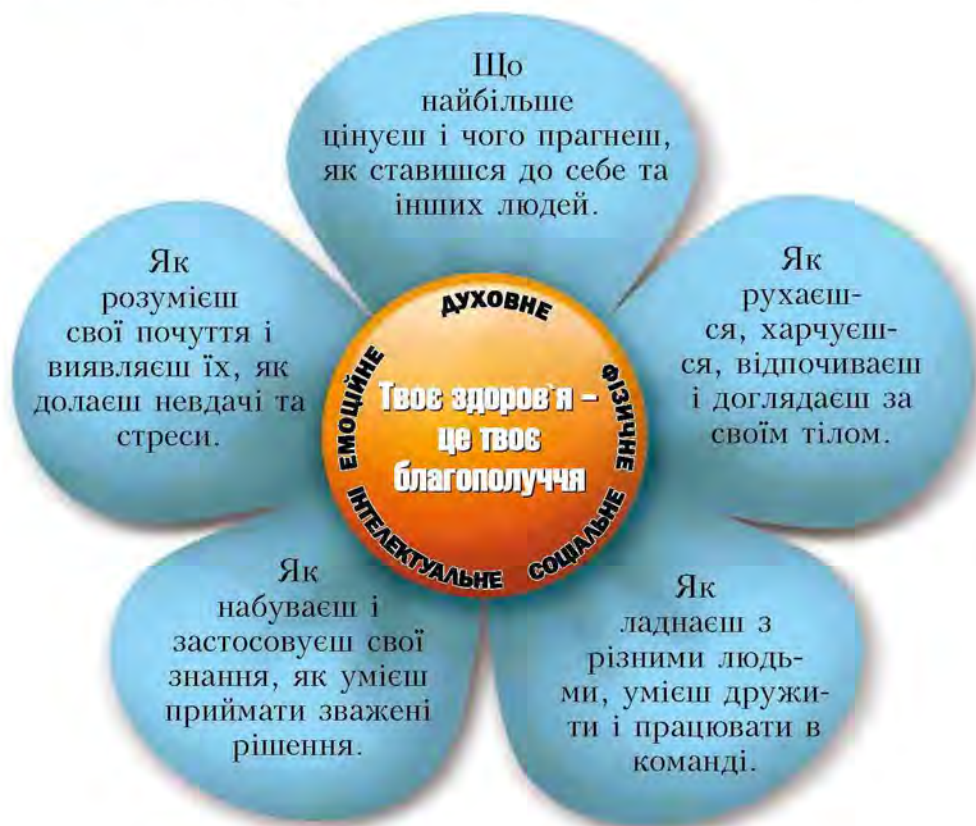 Що
найбільше
цінуєш і чого прагнеш,
як ставишся до себе та
інших людей.
Як
розумієш
свої почуття і
виявляєш їх, як
долаєш невдачі та
стреси.
Як
рухаєш-
ся, харчуєш-
ся, відпочиваєш
і доглядаєш за
своїм тілом.
ДУХОВНЕ
ЕМОЦІЙНЕ
ФІЗИЧНЕ
Твоє здоров`я –
це твоє
благополуччя
ІНТЕЛЕКТУАЛЬНЕ
СОЦІАЛЬНЕ
Як
набуваєш і
застосовуєш свої
знання, як умієш
приймати зважені
рішення.
Як
ладнаєш з
різними людь-
ми, умієш дружи-
ти і працювати в
команді.